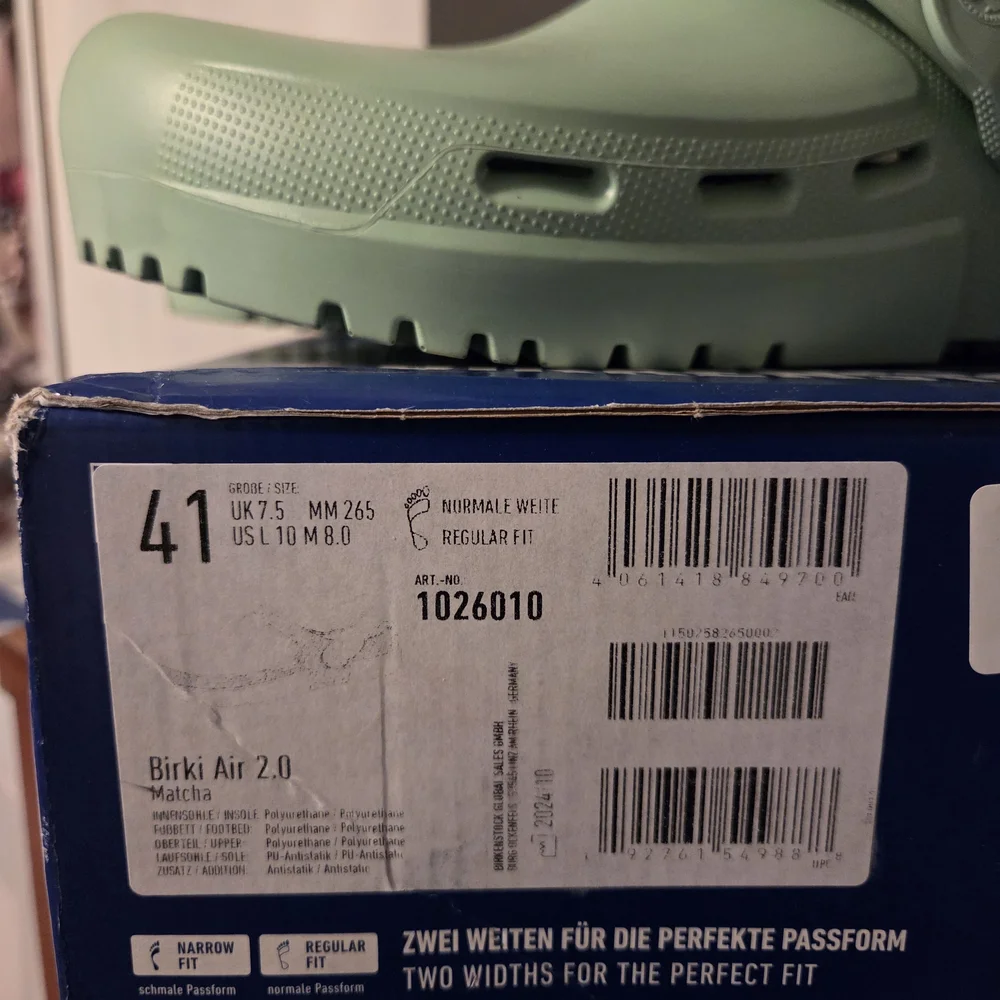 41
GRÖßE / SIZE:
UK 7.5 MM 265
US L 10 M 8.0
NORMALE WEITE
REGULAR FIT
ART.-NO.:
1026010
4 061418 849700
EAN
Birki Air 2.0
Matcha
INNENSOHLE / INSOLE Polyurethane / Polyurethane
FUßBETT / FOOTBED: Polyurethane / Polyurethane
OBERTEIL / UPPER: Polyurethane / Polyurethane
LAUFSOHLE / SOLE: PU-Antistatik / PU-Antistatic
ZUSATZ / ADDITION: Antistatik / Antistatic
BIRKENSTOCK GLOBAL SALES GMBH
GERMANY
2024/10
UPC
NARROW
FIT
schmale Passform
REGULAR
FIT
normale Passform
ZWEI WEITEN FÜR DIE PERFEKTE PASSFORM
TWO WIDTHS FOR THE PERFECT FIT